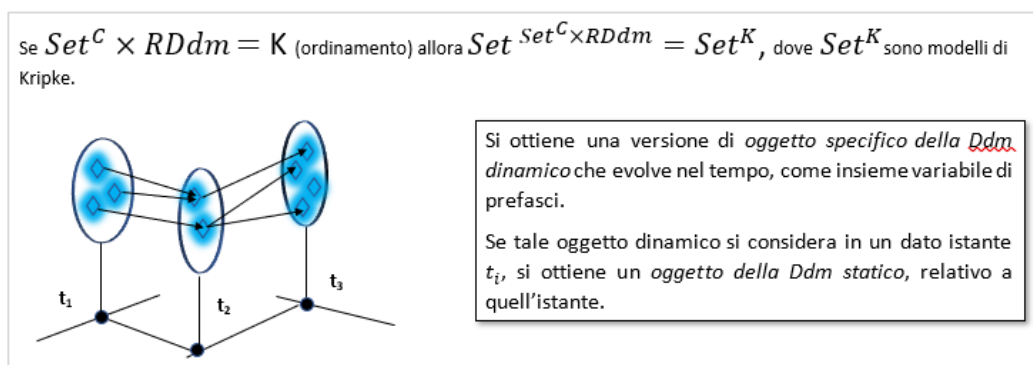 Se Set^C × RDdm = K (ordinamento) allora Set^{Set^C×RDdm} = Set^K, dove Set^K sono modelli di
Kripke.
Si ottiene una versione di oggetto specifico della Ddm
dinamico che evolve nel tempo, come insieme variabile di
prefasci.
Se tale oggetto dinamico si considera in un dato istante
t_i, si ottiene un oggetto della Ddm statico, relativo a
quell'istante.
t₁
t₂
t₃